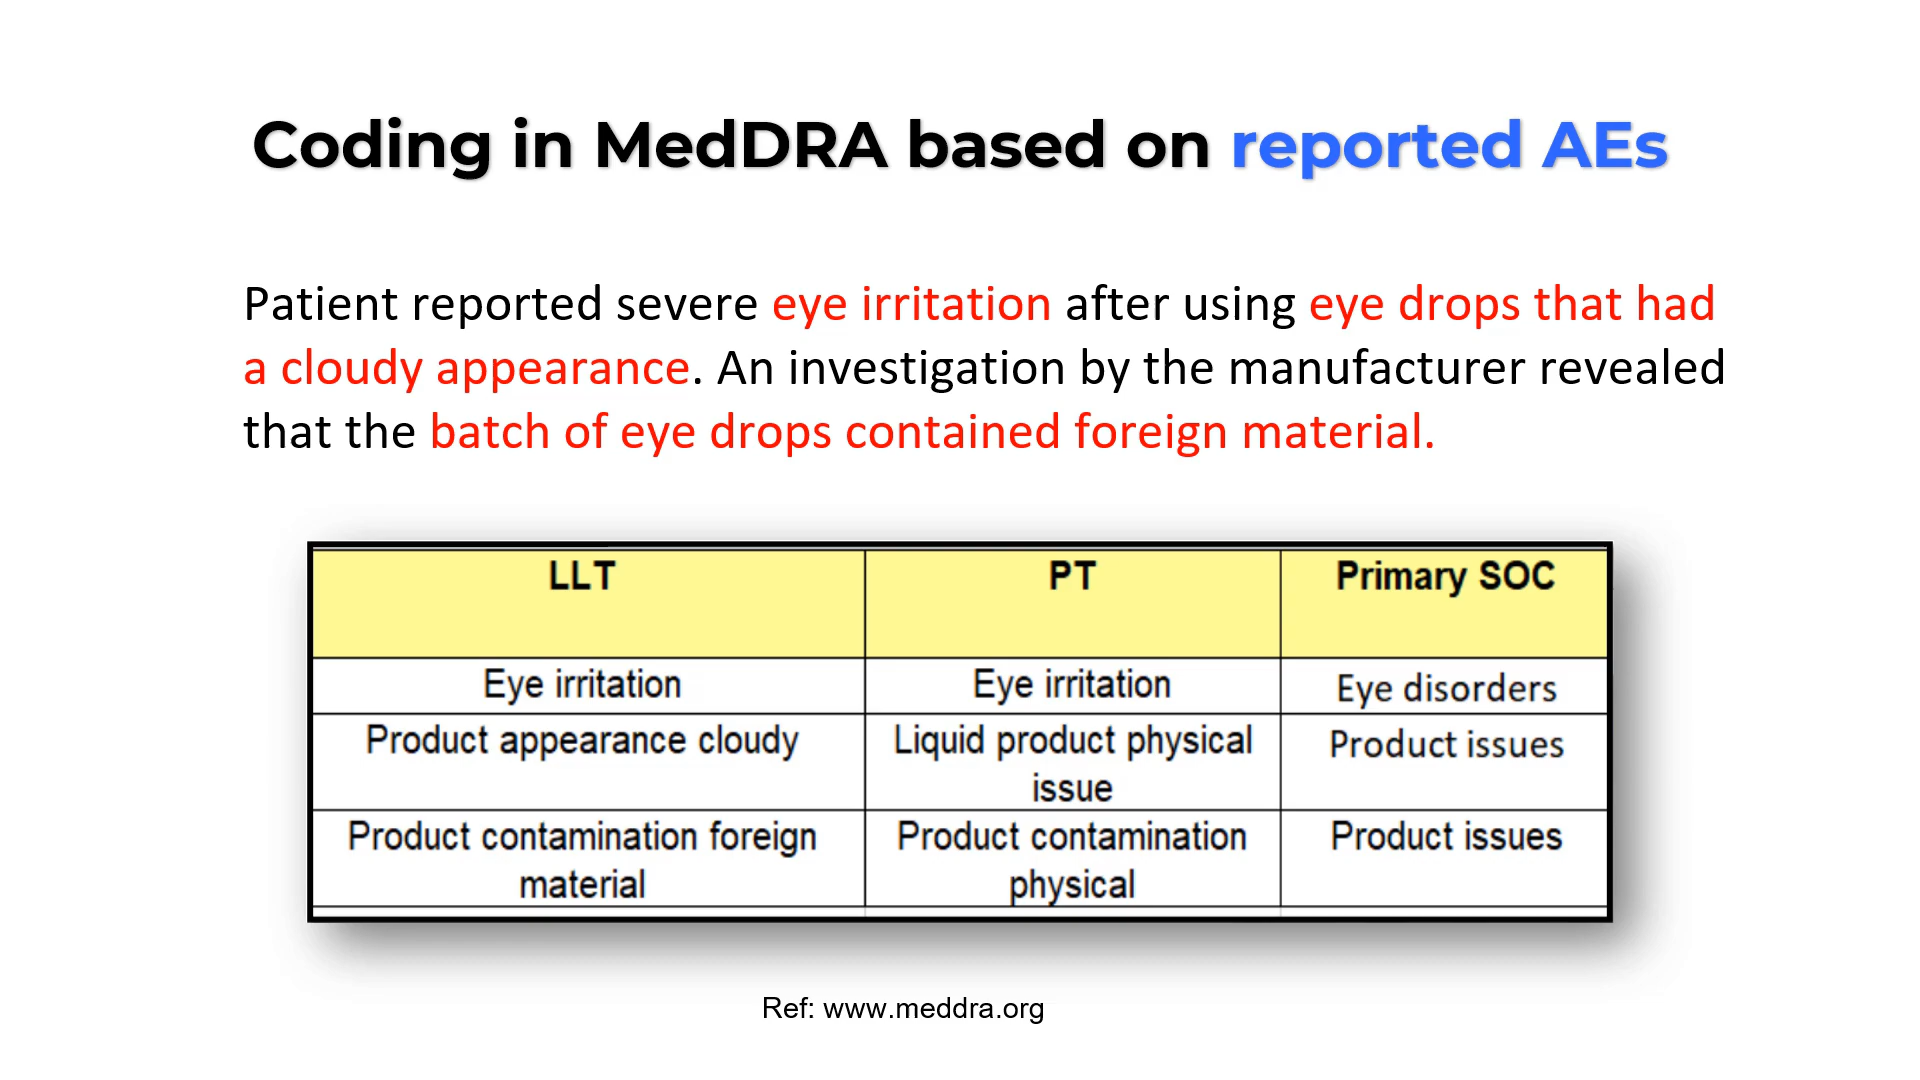 Coding in MedDRA based on reported AEs
Patient reported severe eye irritation after using eye drops that had
a cloudy appearance. An investigation by the manufacturer revealed
that the batch of eye drops contained foreign material.
LLT PT Primary SOC
Eye irritation Eye irritation Eye disorders
Product appearance cloudy Liquid product physical Product issues
issue
Product contamination foreign Product contamination Product issues
material physical
Ref: www.meddra.org